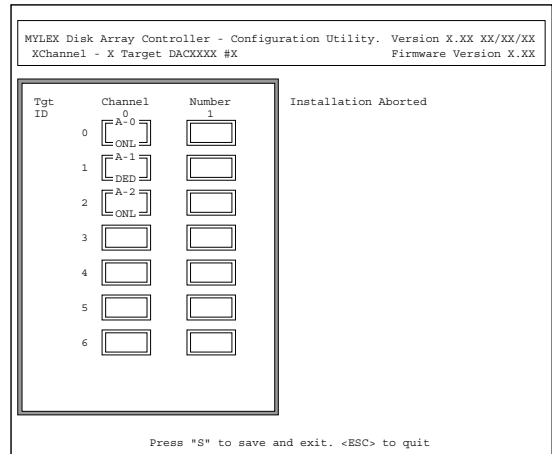 MYLEX Disk Array Controller - Configuration Utility. Version X.XX XX/XX/XX
XChannel - X Target DACXXXX #X Firmware Version X.XX
Tgt Channel Number Installation Aborted
ID 0 1
A-0
0
ONL
A-1
1
DED
A-2
2
ONL
3
4
5
6
Press "S" to save and exit. <ESC> to quit